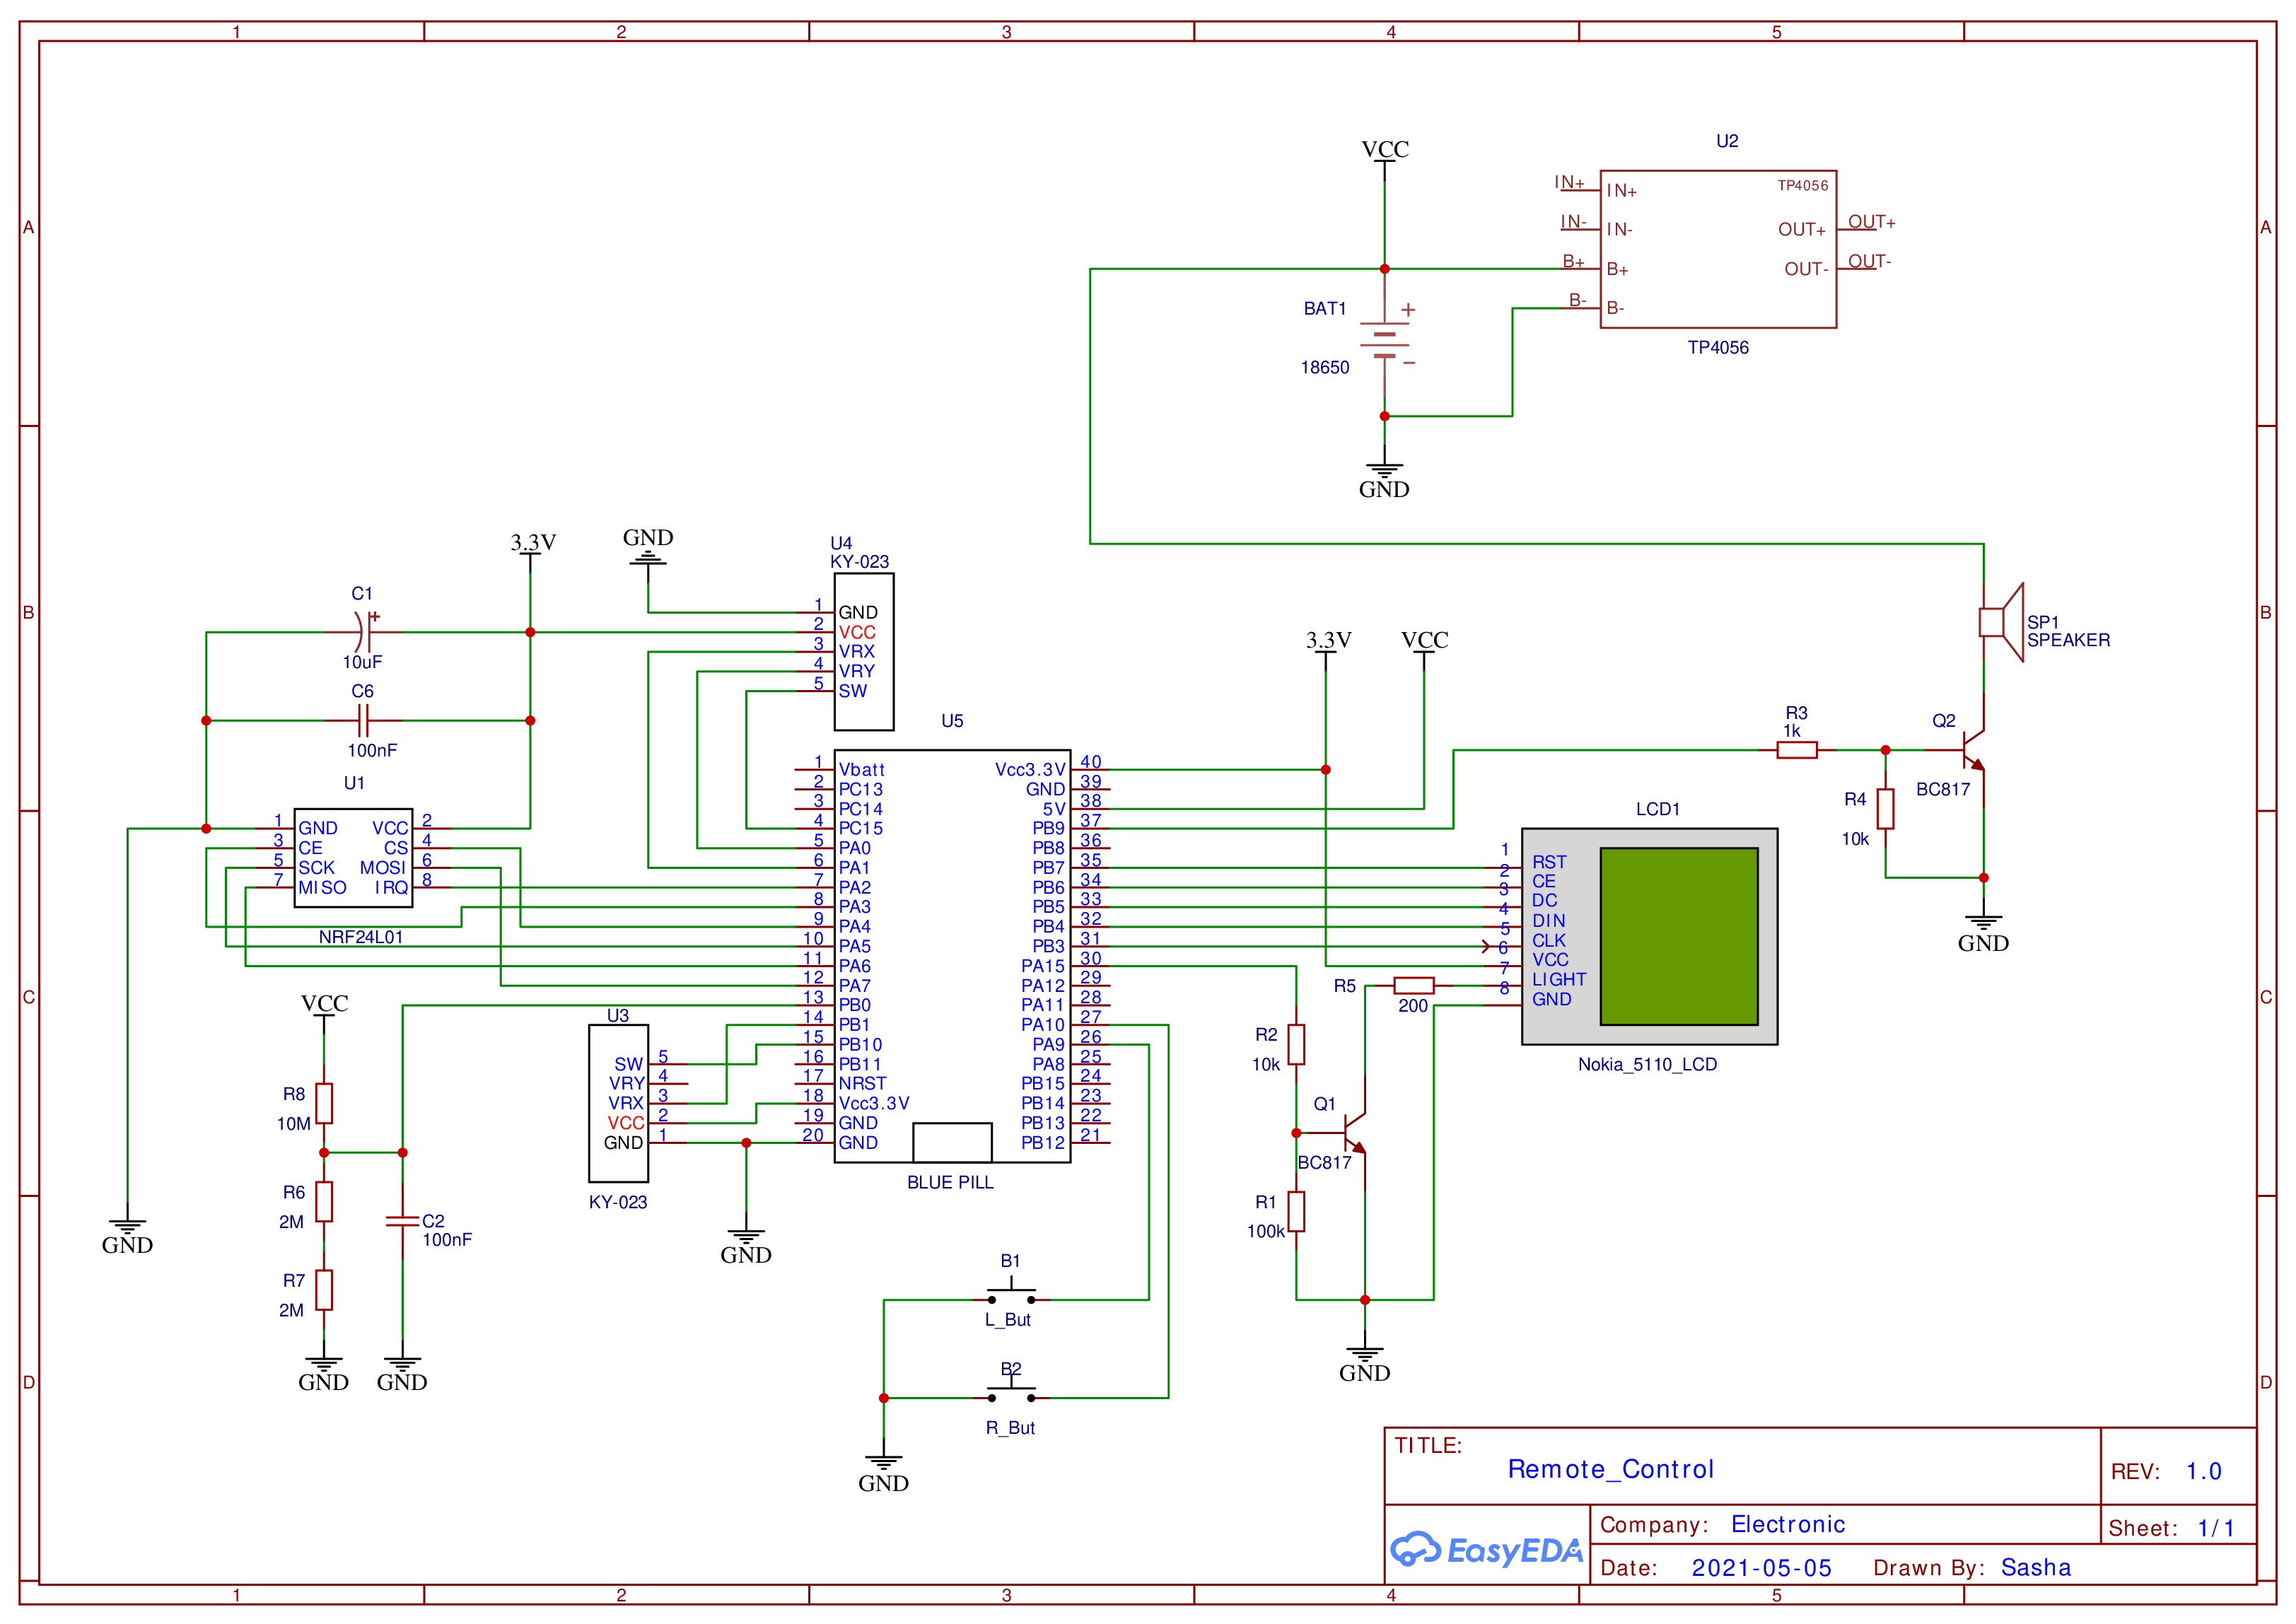 1 2 3 4 5
A
B
C
D
A
B
C
D
1 2 3 4 5
VCC
U2
TP4056
IN+ IN+
IN- IN-
B+ B+
B- B-
OUT+ OUT+
OUT- OUT-
TP4056
BAT1
18650
+
−
GND
3.3V
GND
U4
KY-023
1 GND
2 VCC
3 VRX
4 VRY
5 SW
C1
+
10uF
C6
100nF
U1
1 GND
3 CE
5 SCK
7 MISO
VCC 2
CS 4
MOSI 6
IRQ 8
NRF24L01
GND
VCC
R8
10M
R6
2M
R7
2M
C2
100nF
GND
GND
U3
SW 5
VRY 4
VRX 3
VCC 2
GND 1
KY-023
GND
U5
1 Vbatt
2 PC13
3 PC14
4 PC15
5 PA0
6 PA1
7 PA2
8 PA3
9 PA4
10 PA5
11 PA6
12 PA7
13 PB0
14 PB1
15 PB10
16 PB11
17 NRST
18 Vcc3.3V
19 GND
20 GND
Vcc3.3V 40
GND 39
5V 38
PB9 37
PB8 36
PB7 35
PB6 34
PB5 33
PB4 32
PB3 31
PA15 30
PA12 29
PA11 28
PA10 27
PA9 26
PA8 25
PB15 24
PB14 23
PB13 22
PB12 21
BLUE PILL
B1
L_But
B2
R_But
GND
3.3V
VCC
R3
1k
R4
10k
Q2
BC817
SP1
SPEAKER
GND
LCD1
1 RST
2 CE
3 DC
4 DIN
5 CLK
6 VCC
7 LIGHT
8 GND
Nokia_5110_LCD
R5
200
R2
10k
Q1
BC817
R1
100k
GND
TITLE:
Remote_Control
REV: 1.0
EasyEDA
Company: Electronic
Sheet: 1/1
Date: 2021-05-05 Drawn By: Sasha